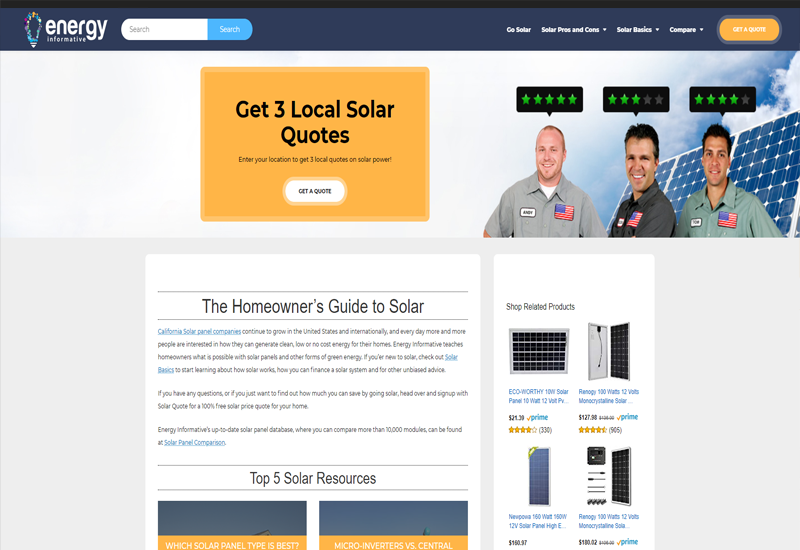 energy
informative
Search
Search
Go Solar
Solar Pros and Cons
Solar Basics
Compare
GET A QUOTE
Get 3 Local Solar
Quotes
Enter your location to get 3 local quotes on solar power!
GET A QUOTE
ANDY
The Homeowner's Guide to Solar
California Solar panel companies continue to grow in the United States and internationally, and every day more and more
people are interested in how they can generate clean, low or no cost energy for their homes. Energy Informative teaches
homeowners what is possible with solar panels and other forms of green energy. If you'er new to solar, check out Solar
Basics to start learning about how solar works, how you can finance a solar system and for other unbiased advice.
If you have any questions, or if you just want to find out how much you can save by going solar, head over and signup with
Solar Quote for a 100% free solar price quote for your home.
Energy Informative's up-to-date solar panel database, where you can compare more than 10,000 modules, can be found
at Solar Panel Comparison.
Top 5 Solar Resources
WHICH SOLAR PANEL TYPE IS BEST?
MICRO-INVERTERS VS. CENTRAL
Shop Related Products
ECO-WORTHY 10W Solar
Panel 10 Watt 12 Volt Pv...
$21.39 prime
(330)
Renogy 100 Watts 12 Volts
Monocrystalline Solar ...
$127.98 prime
(905)
Newpowa 160 Watt 160W
12V Solar Panel High E...
$160.97
Renogy 100 Watts 12 Volts
Monocrystalline Sola...
$180.02 prime